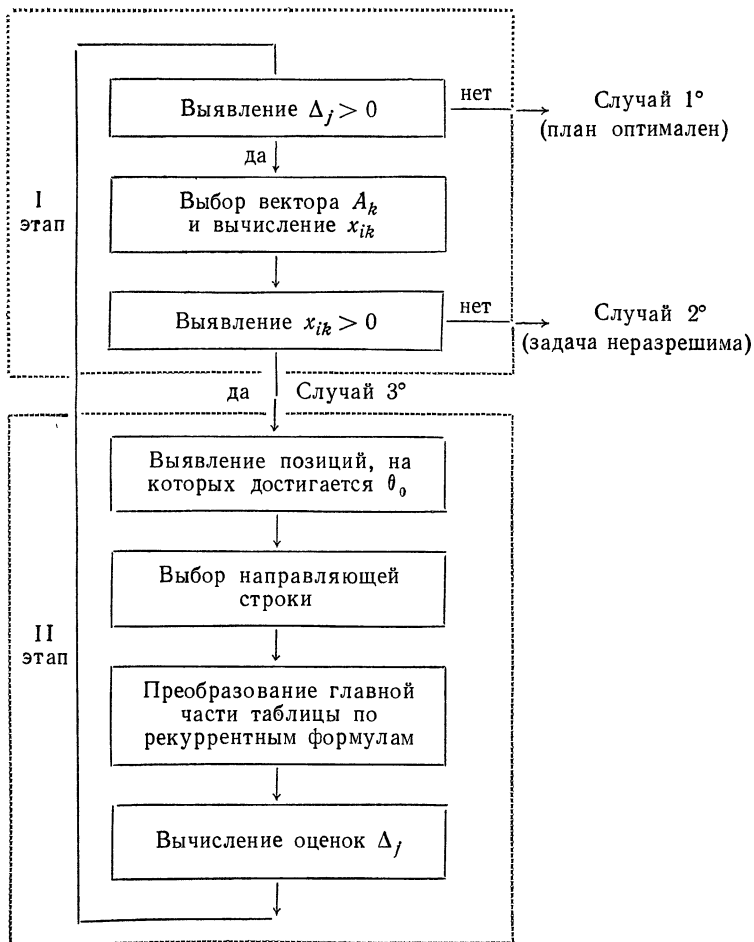 Выявление Δj > 0
нет
Случай 1°
(план оптимален)
да
I
этап
Выбор вектора Ak
и вычисление xik
Выявление xik > 0
нет
Случай 2°
(задача неразрешима)
да
Случай 3°
Выявление позиций, на
которых достигается θ0
Выбор направляющей
строки
II
этап
Преобразование главной
части таблицы по
рекуррентным формулам
Вычисление оценок Δj